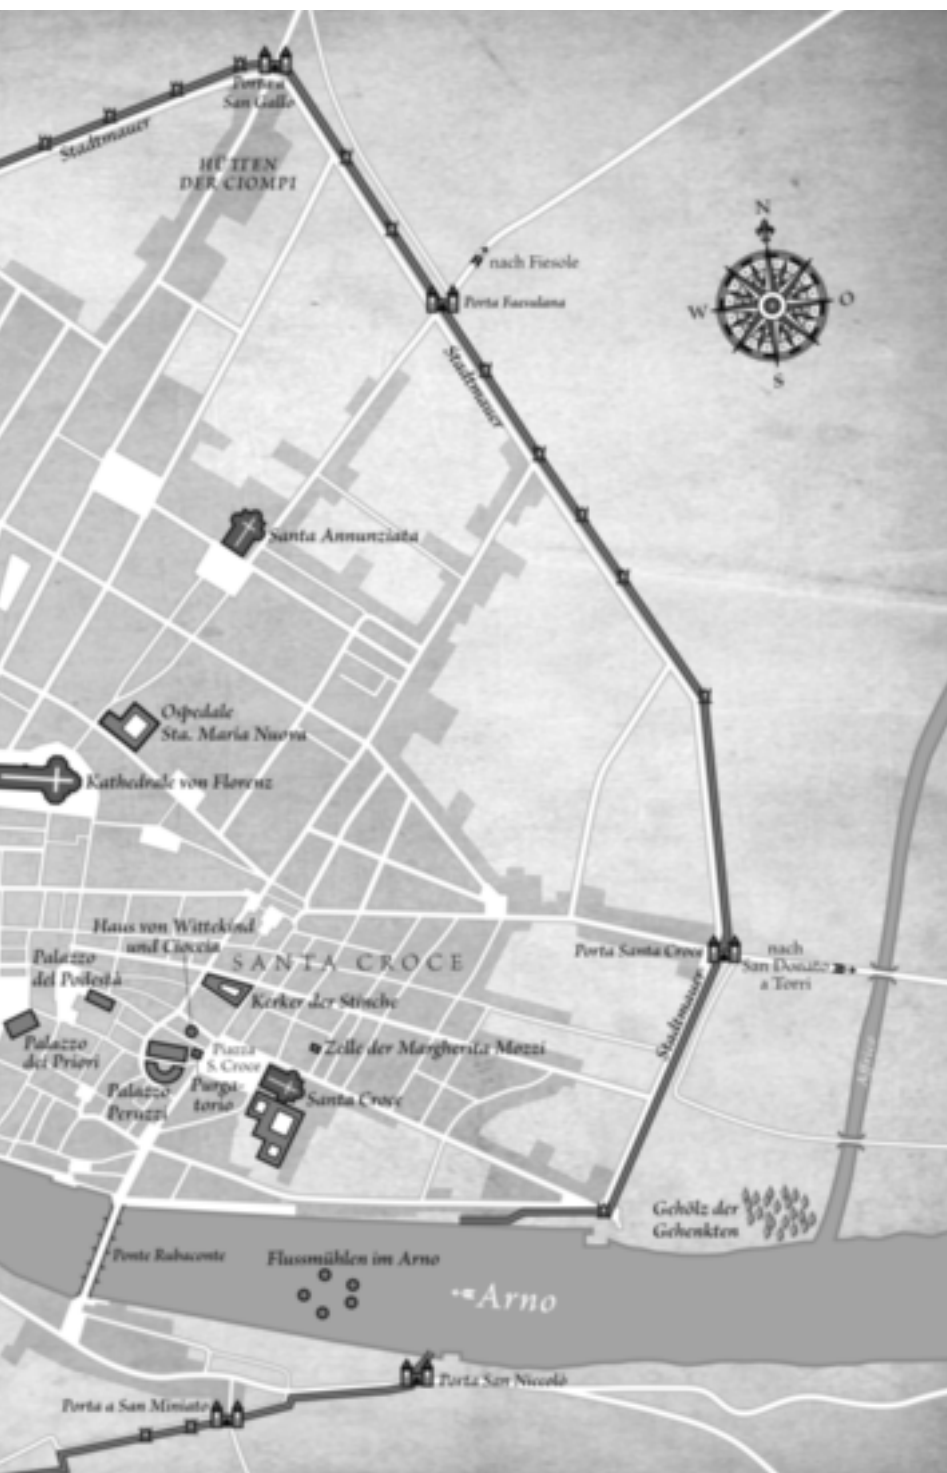 Porta a
San Gallo
Stadtmauer
HÜTTEN
DER CIOMPI
N
nach Fiesole
W
O
Porta Faesulana
S
Stadtmauer
Santa Annunziata
Ospedale
Sta. Maria Nuova
Kathedrale von Florenz
Haus von Wittekind
und Cioccia
Palazzo
del Podestà
SANTA CROCE
Porta Santa Croce
nach
San Donato
a Torri
Kerker der Stinche
Stadtmauer
Palazzo
dei Priori
Piazza
S. Croce
Zelle der Margherita Mozzi
Palazzo
Peruzzi
Purga-
torio
Santa Croce
Gehölz der
Gehenkten
Ponte Rubaconte
Flussmühlen im Arno
Arno
Porta San Niccolò
Porta a San Miniato